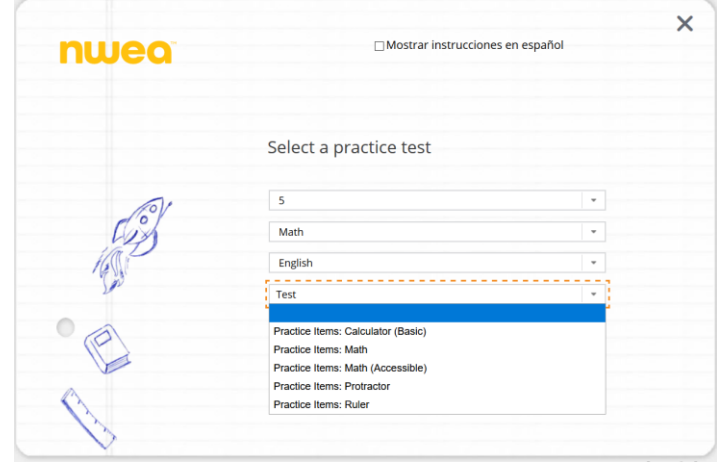 nwea
Mostrar instrucciones en español
Select a practice test
5
Math
English
Test
Practice Items: Calculator (Basic)
Practice Items: Math
Practice Items: Math (Accessible)
Practice Items: Protractor
Practice Items: Ruler